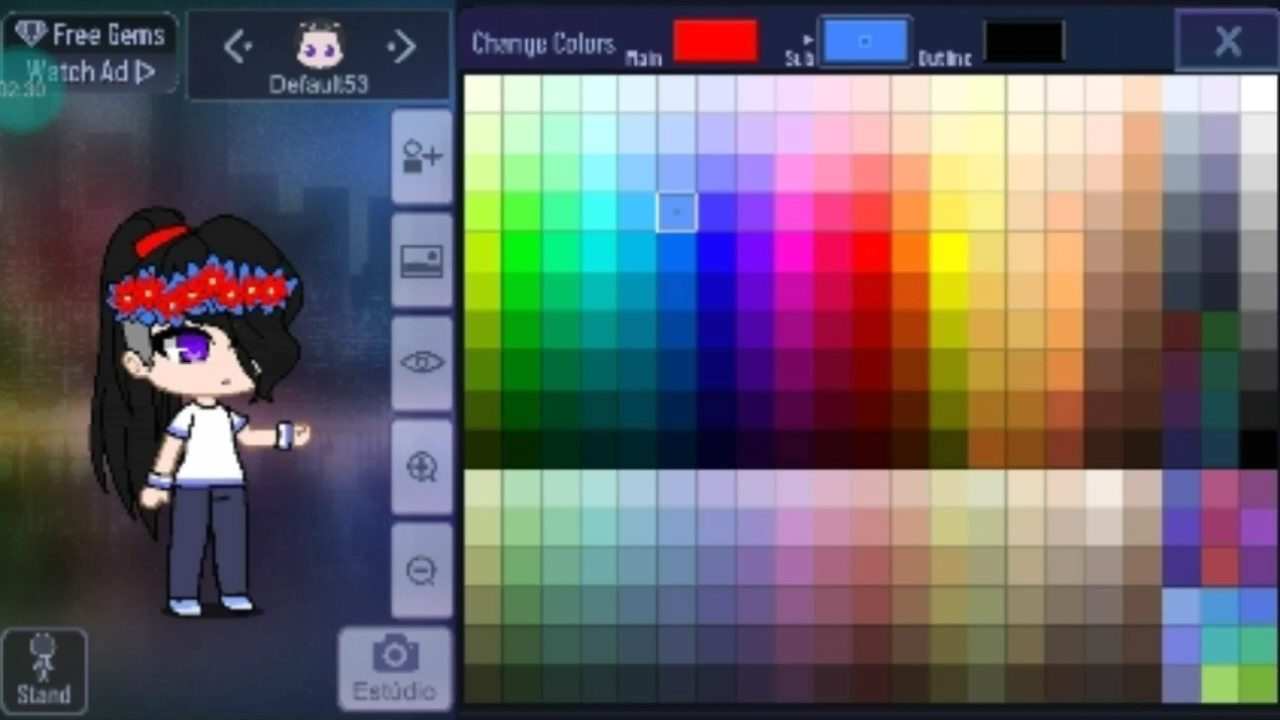 Free Gems
Watch Ad
02:30
Default53
Change Colors
Main
Sub
Outline
X
Stand
Estúdio